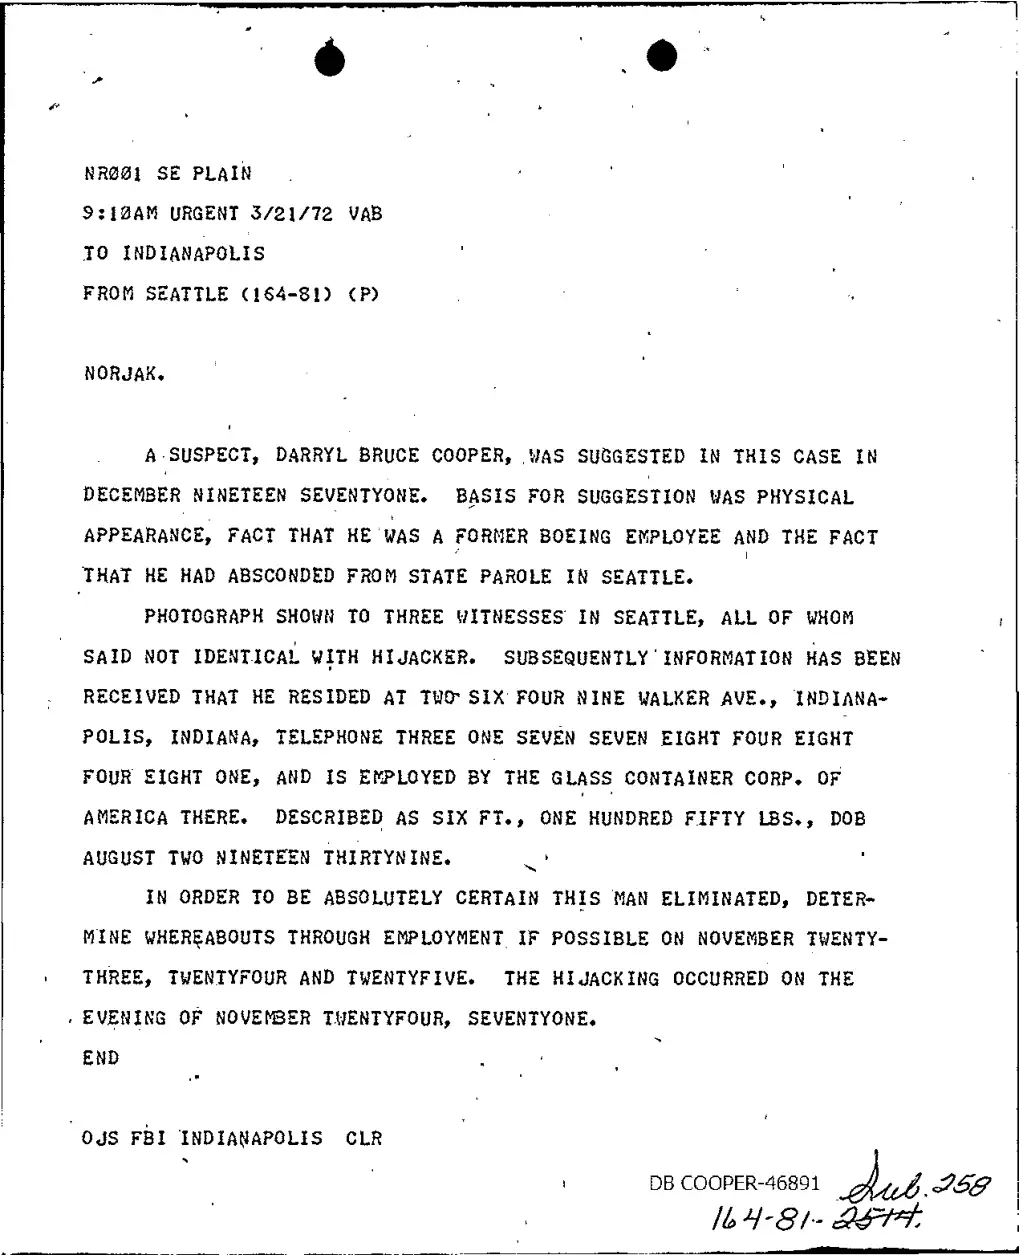 NR001 SE PLAIN
9:10AM URGENT 3/21/72 VAB
TO INDIANAPOLIS
FROM SEATTLE (164-81) (P)
NORJAK.
A SUSPECT, DARRYL BRUCE COOPER, WAS SUGGESTED IN THIS CASE IN
DECEMBER NINETEEN SEVENTYONE. BASIS FOR SUGGESTION WAS PHYSICAL
APPEARANCE, FACT THAT HE WAS A FORMER BOEING EMPLOYEE AND THE FACT
THAT HE HAD ABSCONDED FROM STATE PAROLE IN SEATTLE.
PHOTOGRAPH SHOWN TO THREE WITNESSES IN SEATTLE, ALL OF WHOM
SAID NOT IDENTICAL WITH HIJACKER. SUBSEQUENTLY INFORMATION HAS BEEN
RECEIVED THAT HE RESIDED AT TWO SIX FOUR NINE WALKER AVE., INDIANA-
POLIS, INDIANA, TELEPHONE THREE ONE SEVEN SEVEN EIGHT FOUR EIGHT
FOUR EIGHT ONE, AND IS EMPLOYED BY THE GLASS CONTAINER CORP. OF
AMERICA THERE. DESCRIBED AS SIX FT., ONE HUNDRED FIFTY LBS., DOB
AUGUST TWO NINETEEN THIRTYNINE.
IN ORDER TO BE ABSOLUTELY CERTAIN THIS MAN ELIMINATED, DETER-
MINE WHEREABOUTS THROUGH EMPLOYMENT IF POSSIBLE ON NOVEMBER TWENTY-
THREE, TWENTYFOUR AND TWENTYFIVE. THE HIJACKING OCCURRED ON THE
EVENING OF NOVEMBER TWENTYFOUR, SEVENTYONE.
END
OJS FBI INDIANAPOLIS CLR
DB COOPER-46891
Sub. 258
164-81-2514.